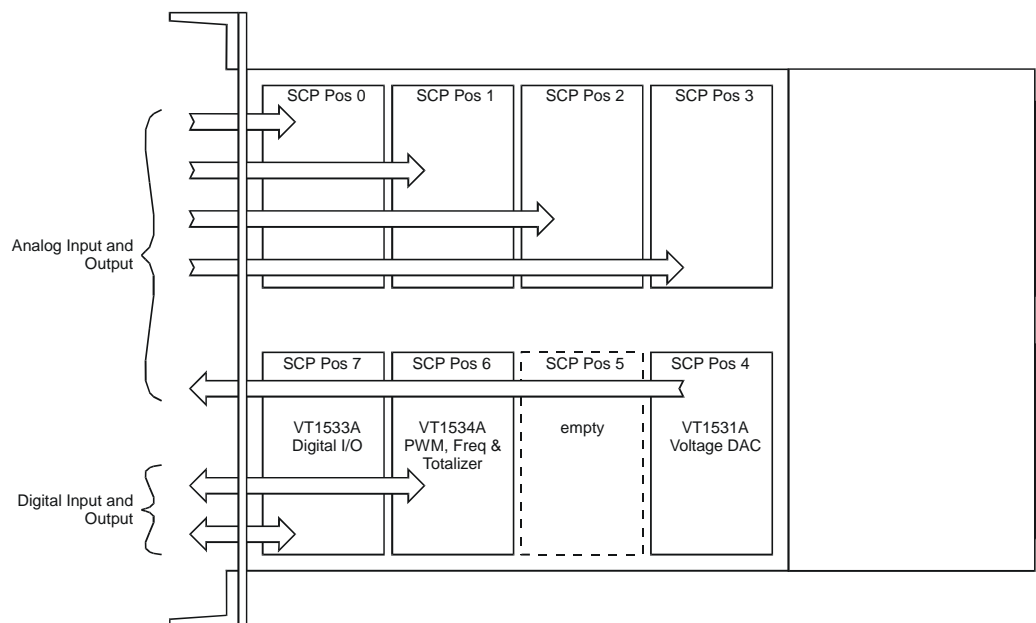 SCP Pos 0
SCP Pos 1
SCP Pos 2
SCP Pos 3
Analog Input and
Output
SCP Pos 7
SCP Pos 6
SCP Pos 5
SCP Pos 4
VT1533A
Digital I/O
VT1534A
PWM, Freq &
Totalizer
empty
VT1531A
Voltage DAC
Digital Input and
Output